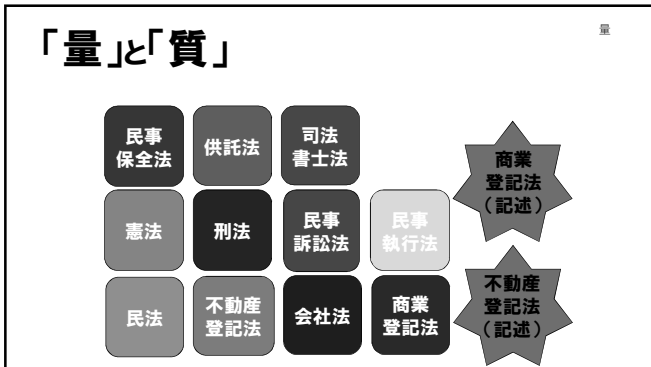 「量」と「質」
量
民事
保全法
供託法
司法
書士法
商業
登記法
（記述）
憲法
刑法
民事
訴訟法
民事
執行法
民法
不動産
登記法
会社法
商業
登記法
不動産
登記法
（記述）